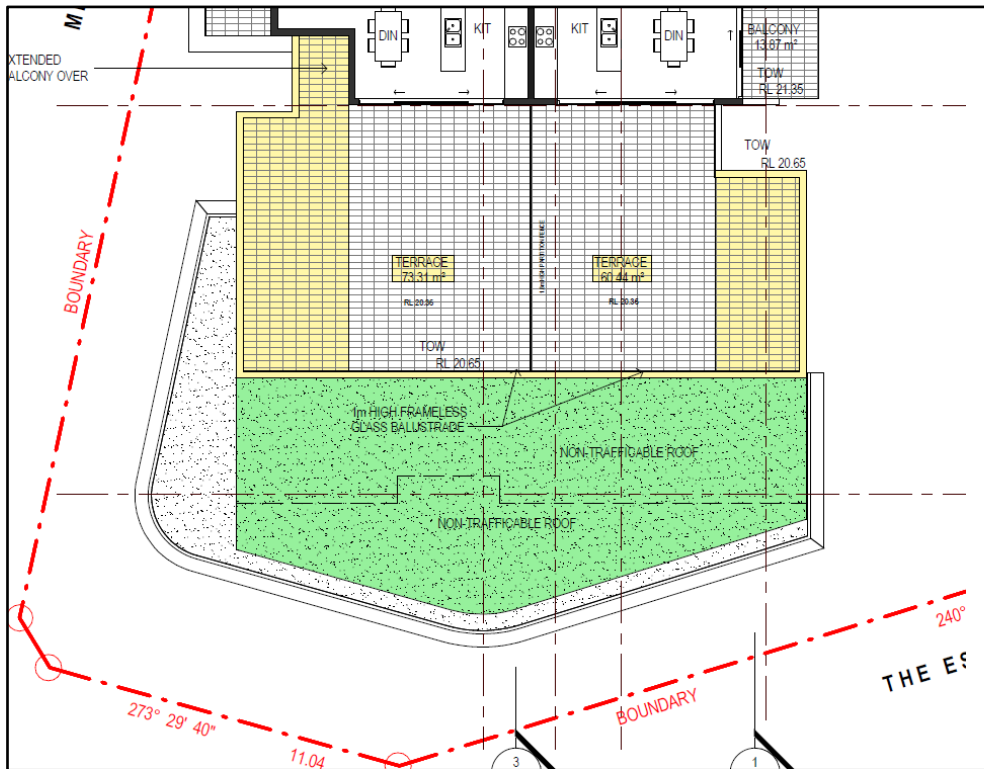 M
DIN
KIT
KIT
DIN
BALCONY
13.87 m²
XTENDED
ALCONY OVER
TOW
RL 21.35
TOW
RL 20.65
BOUNDARY
TERRACE
73.31 m²
RL 20.36
TERRACE
60.44 m²
RL 20.36
TOW
RL 20.65
1m HIGH FRAMELESS
GLASS BALUSTRADE
NON-TRAFFICABLE ROOF
NON-TRAFFICABLE ROOF
240°
THE ES
BOUNDARY
273° 29' 40"
11.04
3
1